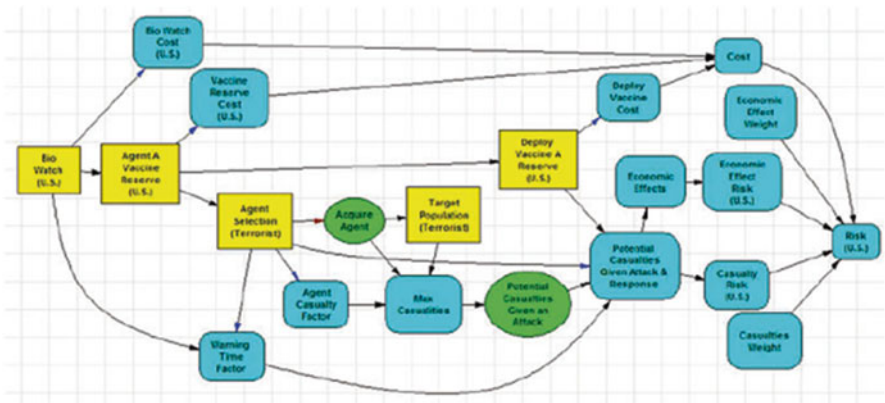 Bio Watch
Cost
(U.S.)
Vaccine
Reserve
Cost
(U.S.)
Cost
Deploy
Vaccine
Cost
Economic
Effect
Weight
Bio
Watch
(U.S.)
Agent A
Vaccine
Reserve
(U.S.)
Deploy
Vaccine A
Reserve
(U.S.)
Economic
Effects
Economic
Effect
Risk
(U.S.)
Agent
Selection
(Terrorist)
Acquire
Agent
Target
Population
(Terrorist)
Risk
(U.S.)
Potential
Casualties
Given Attack &
Response
Agent
Casualty
Factor
Max
Casualties
Potential
Casualties
Given an
Attack
Casualty
Risk
(U.S.)
Warning
Time
Factor
Casualties
Weight